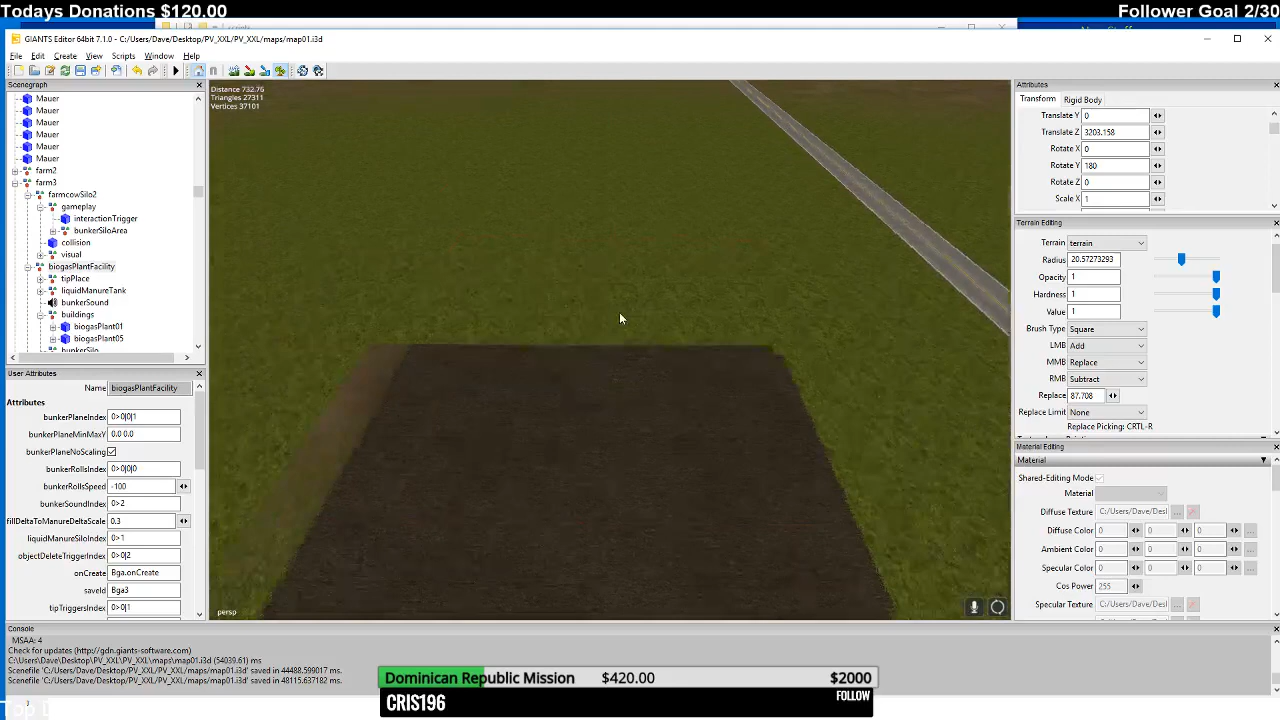 Todays Donations $120.00
Follower Goal 2/30
GIANTS Editor 64bit 7.1.0 - C:/Users/Dave/Desktop/PV_XXL/PV_XXL/maps/map01.i3d
File Edit Create View Scripts Window Help
Scenegraph
Mauer
Mauer
Mauer
Mauer
Mauer
Mauer
farm2
farm3
farmcowSilo2
gameplay
interactionTrigger
bunkerSiloArea
collision
visual
biogasPlantFacility
tipPlace
liquidManureTank
bunkerSound
buildings
biogasPlant01
biogasPlant05
bunkerSilo
User Attributes
Name biogasPlantFacility
Attributes
bunkerPlaneIndex 0>0|0|1
bunkerPlaneMinMaxY 0.0 0.0
bunkerPlaneNoScaling
bunkerRollsIndex 0>0|0|0
bunkerRollsSpeed -100
bunkerSoundIndex 0>2
fillDeltaToManureDeltaScale 0.3
liquidManureSiloIndex 0>1
objectDeleteTriggerIndex 0>0|2
onCreate Bga.onCreate
saveId Bga3
tipTriggersIndex 0>0|1
Distance 732.76
Triangles 27311
Vertices 37101
persp
Attributes
Transform Rigid Body
Translate Y 0
Translate Z 3203.158
Rotate X 0
Rotate Y 180
Rotate Z 0
Scale X 1
Terrain Editing
Terrain terrain
Radius 20.57273293
Opacity 1
Hardness 1
Value 1
Brush Type Square
LMB Add
MMB Replace
RMB Subtract
Replace 87.708
Replace Limit None
Replace Picking: CRTL-R
Material Editing
Material
Shared-Editing Mode
Material
Diffuse Texture C:/Users/Dave/Desl ...
Diffuse Color 0 0 0 ...
Ambient Color 0 0 0 ...
Specular Color 0 0 0 ...
Cos Power 255
Specular Texture C:/Users/Dave/Desl ...
Console
MSAA: 4
Check for updates (http://gdn.giants-software.com)
C:\Users\Dave\Desktop\PV_XXL\PV_XXL\maps\map01.i3d (54039.61) ms
Scenefile 'C:/Users/Dave/Desktop/PV_XXL/PV_XXL/maps/map01.i3d' saved in 44488.599017 ms.
Scenefile 'C:/Users/Dave/Desktop/PV_XXL/PV_XXL/maps/map01.i3d' saved in 48115.637182 ms.
Dominican Republic Mission $420.00 $2000
CRIS196 FOLLOW